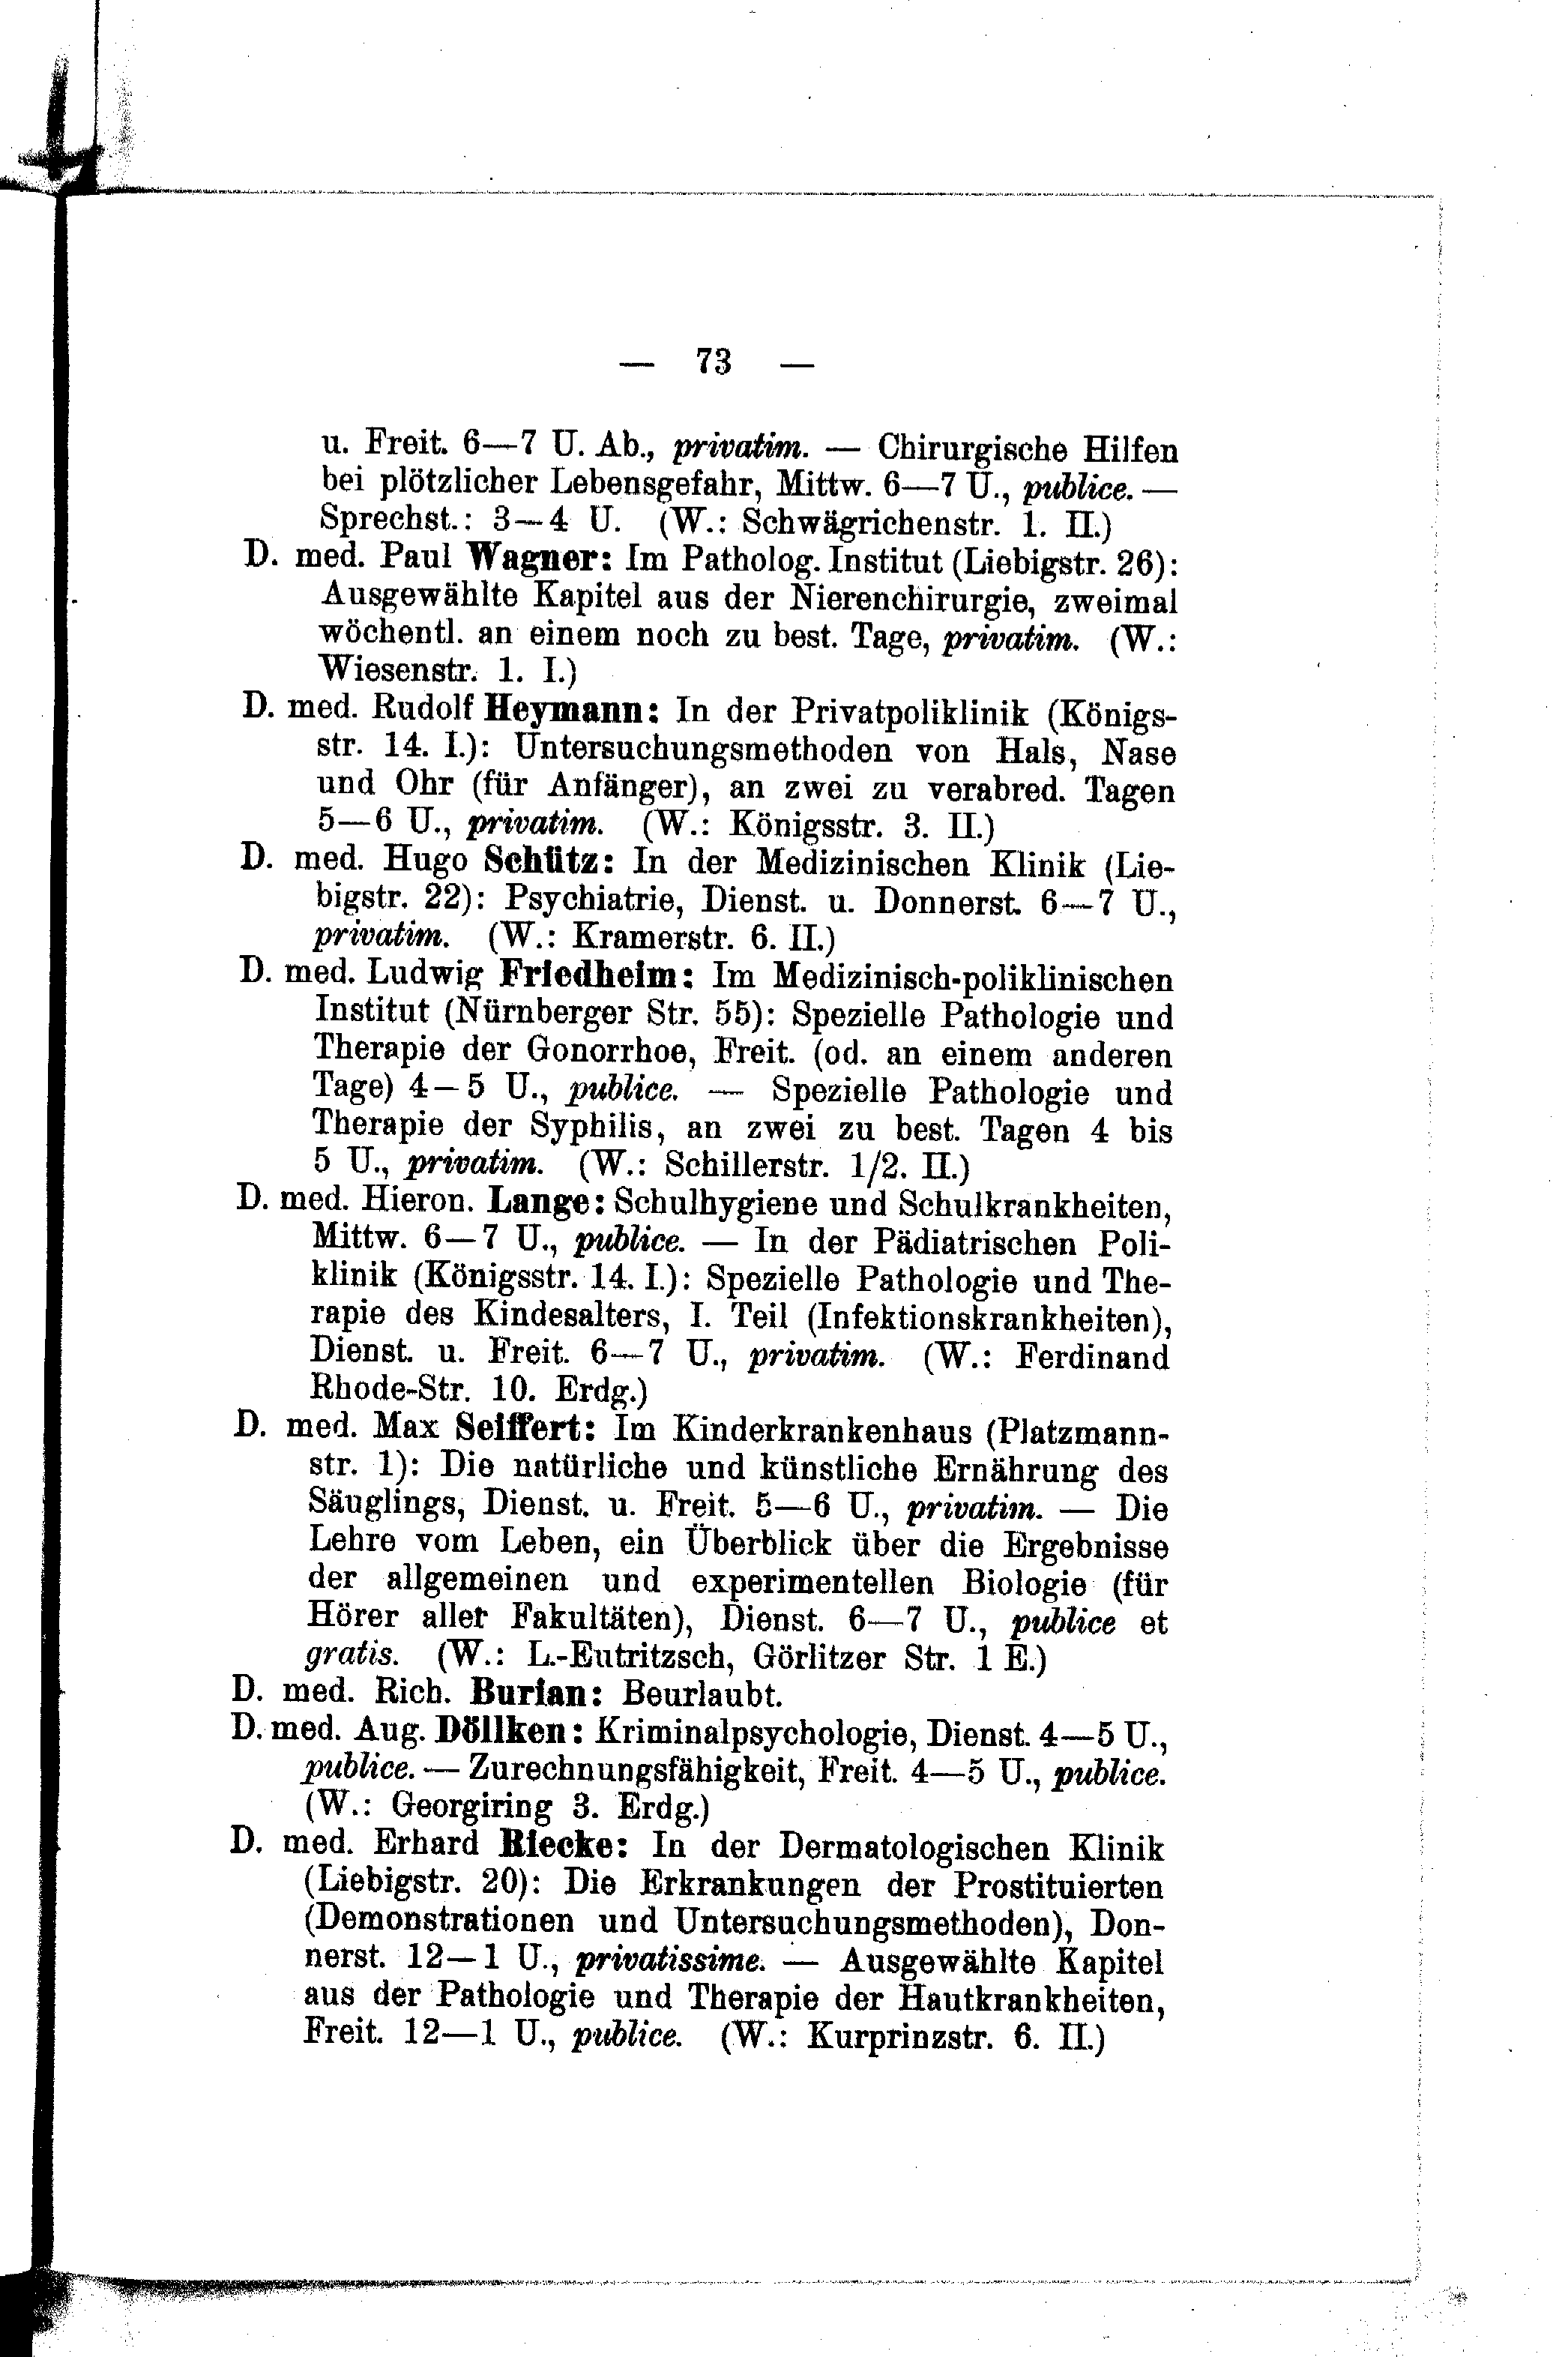 — 73 —
u. Freit. 6—7 U. Ab., privatim. — Chirurgische Hilfen
bei plötzlicher Lebensgefahr, Mittw. 6—7 U., publice. —
Sprechst.: 3—4 U. (W.: Schwägrichenstr. 1. II.)
D. med. Paul Wagner: Im Patholog. Institut (Liebigstr. 26):
Ausgewählte Kapitel aus der Nierenchirurgie, zweimal
wöchentl. an einem noch zu best. Tage, privatim. (W.:
Wiesenstr. 1. I.)
D. med. Rudolf Heymann: In der Privatpoliklinik (Königs-
str. 14. I.): Untersuchungsmethoden von Hals, Nase
und Ohr (für Anfänger), an zwei zu verabred. Tagen
5—6 U., privatim. (W.: Königsstr. 3. II.)
D. med. Hugo Schütz: In der Medizinischen Klinik (Lie-
bigstr. 22): Psychiatrie, Dienst. u. Donnerst. 6—7 U.,
privatim. (W.: Kramerstr. 6. II.)
D. med. Ludwig Friedheim: Im Medizinisch-poliklinischen
Institut (Nürnberger Str. 55): Spezielle Pathologie und
Therapie der Gonorrhoe, Freit. (od. an einem anderen
Tage) 4—5 U., publice. — Spezielle Pathologie und
Therapie der Syphilis, an zwei zu best. Tagen 4 bis
5 U., privatim. (W.: Schillerstr. 1/2. II.)
D. med. Hieron. Lange: Schulhygiene und Schulkrankheiten,
Mittw. 6—7 U., publice. — In der Pädiatrischen Poli-
klinik (Königsstr. 14. I.): Spezielle Pathologie und The-
rapie des Kindesalters, I. Teil (Infektionskrankheiten),
Dienst. u. Freit. 6—7 U., privatim. (W.: Ferdinand
Rhode-Str. 10. Erdg.)
D. med. Max Seiffert: Im Kinderkrankenhaus (Platzmann-
str. 1): Die natürliche und künstliche Ernährung des
Säuglings, Dienst. u. Freit. 5—6 U., privatim. — Die
Lehre vom Leben, ein Überblick über die Ergebnisse
der allgemeinen und experimentellen Biologie (für
Hörer aller Fakultäten), Dienst. 6—7 U., publice et
gratis. (W.: L.-Eutritzsch, Görlitzer Str. 1 E.)
D. med. Rich. Burian: Beurlaubt.
D. med. Aug. Döllken: Kriminalpsychologie, Dienst. 4—5 U.,
publice. — Zurechnungsfähigkeit, Freit. 4—5 U., publice.
(W.: Georgiring 3. Erdg.)
D. med. Erhard Riecke: In der Dermatologischen Klinik
(Liebigstr. 20): Die Erkrankungen der Prostituierten
(Demonstrationen und Untersuchungsmethoden), Don-
nerst. 12—1 U., privatissime. — Ausgewählte Kapitel
aus der Pathologie und Therapie der Hautkrankheiten,
Freit. 12—1 U., publice. (W.: Kurprinzstr. 6. II.)